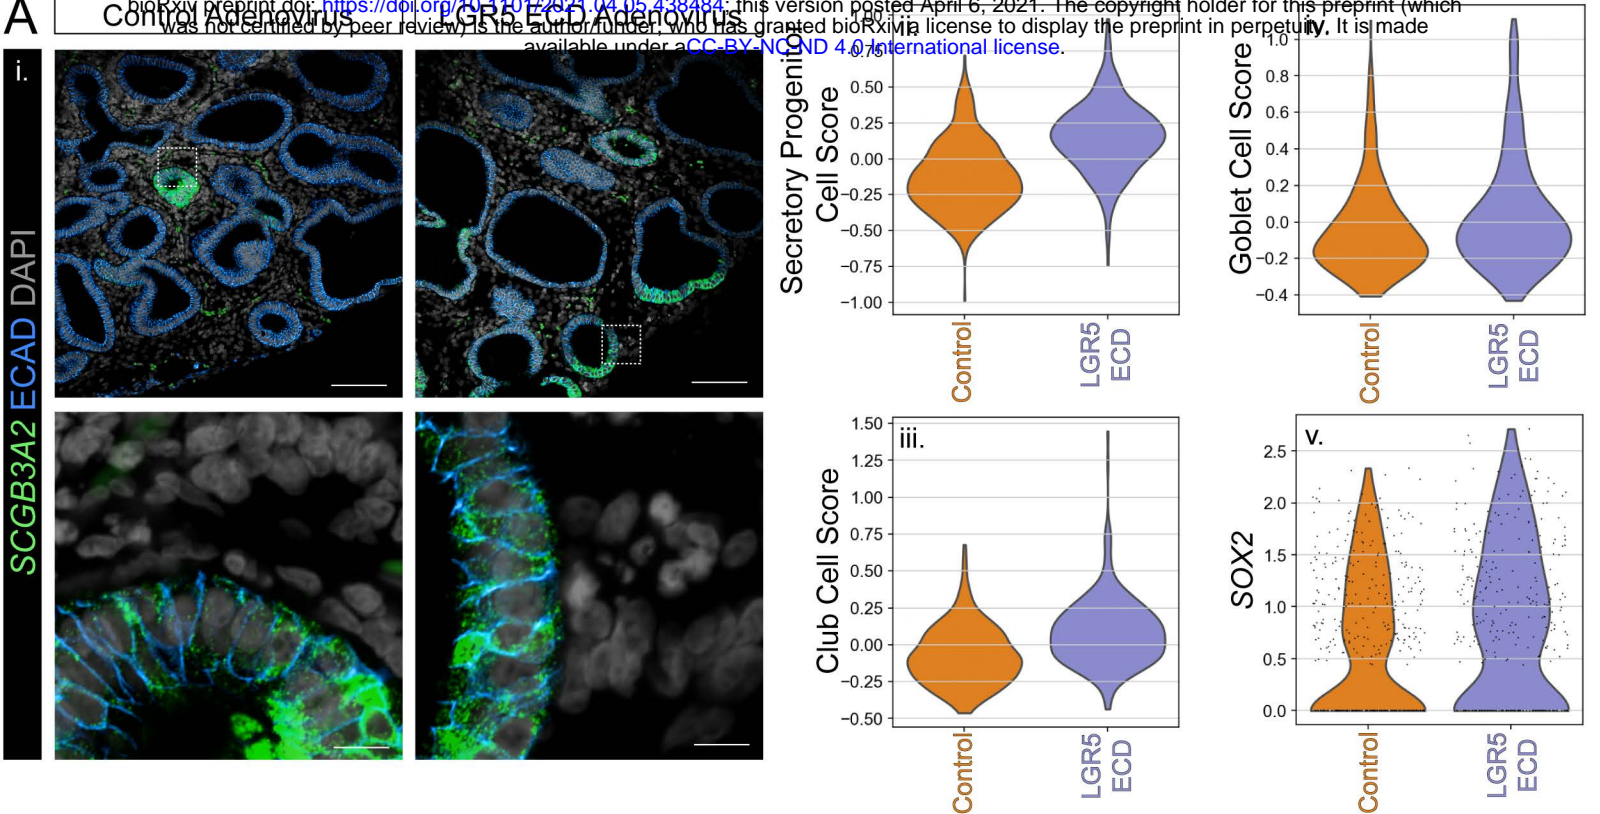 bioRxiv preprint doi: https://doi.org/10.1101/2021.04.05.438484; this version posted April 6, 2021. The copyright holder for this preprint (which
was not certified by peer review) is the author/funder, who has granted bioRxiv a license to display the preprint in perpetuity. It is made
available under aCC-BY-NC-ND 4.0 International license.
A
Control Adenovirus
LGR5 ECD Adenovirus
i.
SCGB3A2 ECAD DAPI
ii.
Secretory Progenitor
Cell Score
1.00
0.75
0.50
0.25
0.00
−0.25
−0.50
−0.75
−1.00
Control
LGR5
ECD
iii.
Club Cell Score
1.50
1.25
1.00
0.75
0.50
0.25
0.00
−0.25
−0.50
Control
LGR5
ECD
iv.
Goblet Cell Score
1.0
0.8
0.6
0.4
0.2
0.0
−0.2
−0.4
Control
LGR5
ECD
v.
SOX2
2.5
2.0
1.5
1.0
0.5
0.0
Control
LGR5
ECD